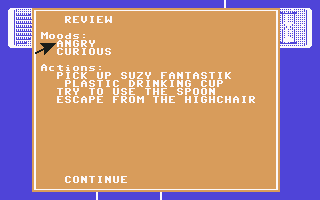 REVIEW
Moods:
ANGRY
CURIOUS
Actions:
PICK UP SUZY FANTASTIK
PLASTIC DRINKING CUP
TRY TO USE THE SPOON
ESCAPE FROM THE HIGHCHAIR
CONTINUE